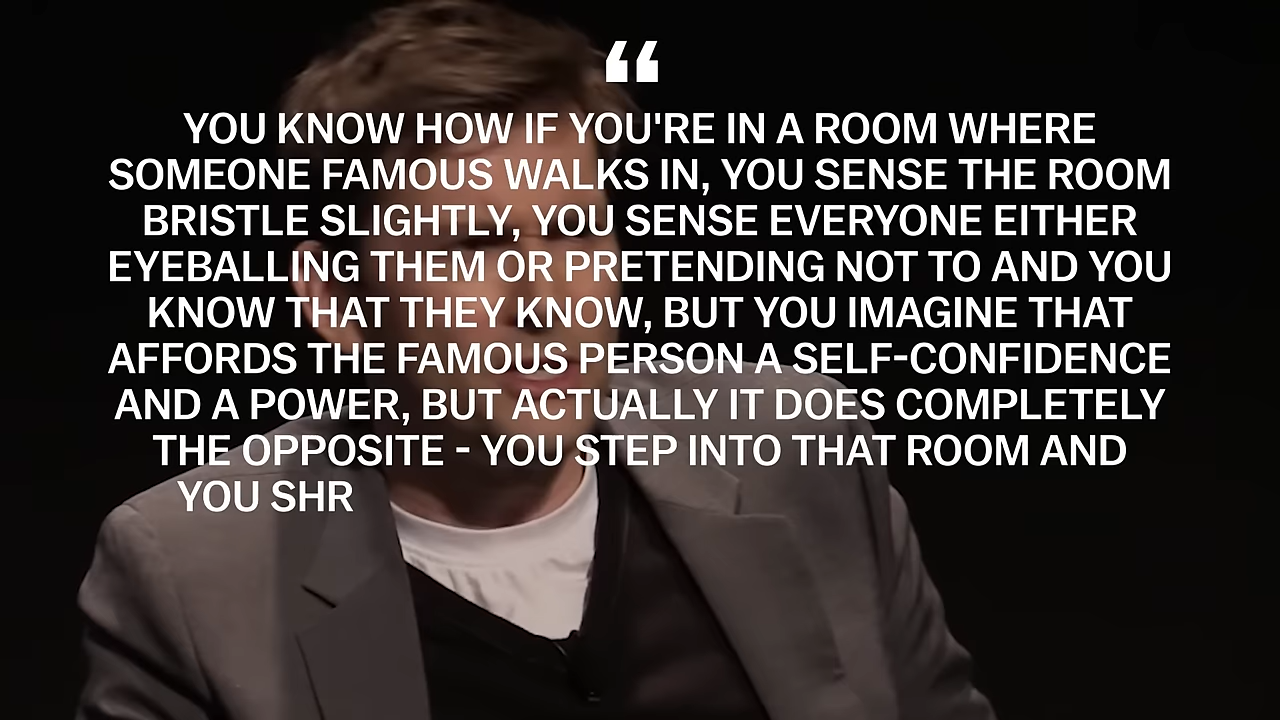 “
YOU KNOW HOW IF YOU'RE IN A ROOM WHERE
SOMEONE FAMOUS WALKS IN, YOU SENSE THE ROOM
BRISTLE SLIGHTLY, YOU SENSE EVERYONE EITHER
EYEBALLING THEM OR PRETENDING NOT TO AND YOU
KNOW THAT THEY KNOW, BUT YOU IMAGINE THAT
AFFORDS THE FAMOUS PERSON A SELF-CONFIDENCE
AND A POWER, BUT ACTUALLY IT DOES COMPLETELY
THE OPPOSITE - YOU STEP INTO THAT ROOM AND
YOU SHR